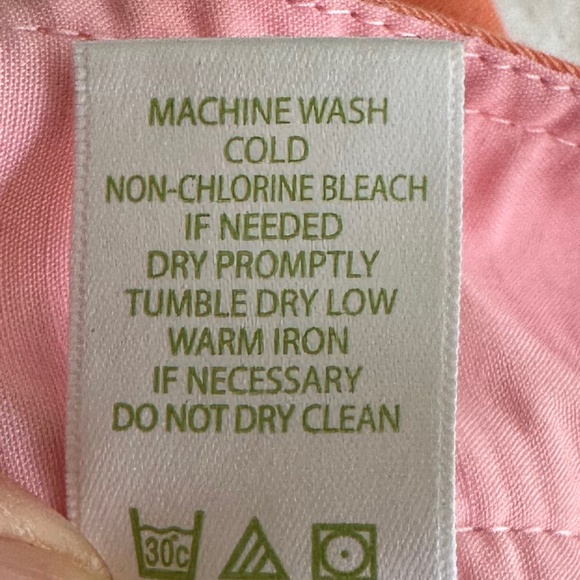 MACHINE WASH
COLD
NON-CHLORINE BLEACH
IF NEEDED
DRY PROMPTLY
TUMBLE DRY LOW
WARM IRON
IF NECESSARY
DO NOT DRY CLEAN
30c